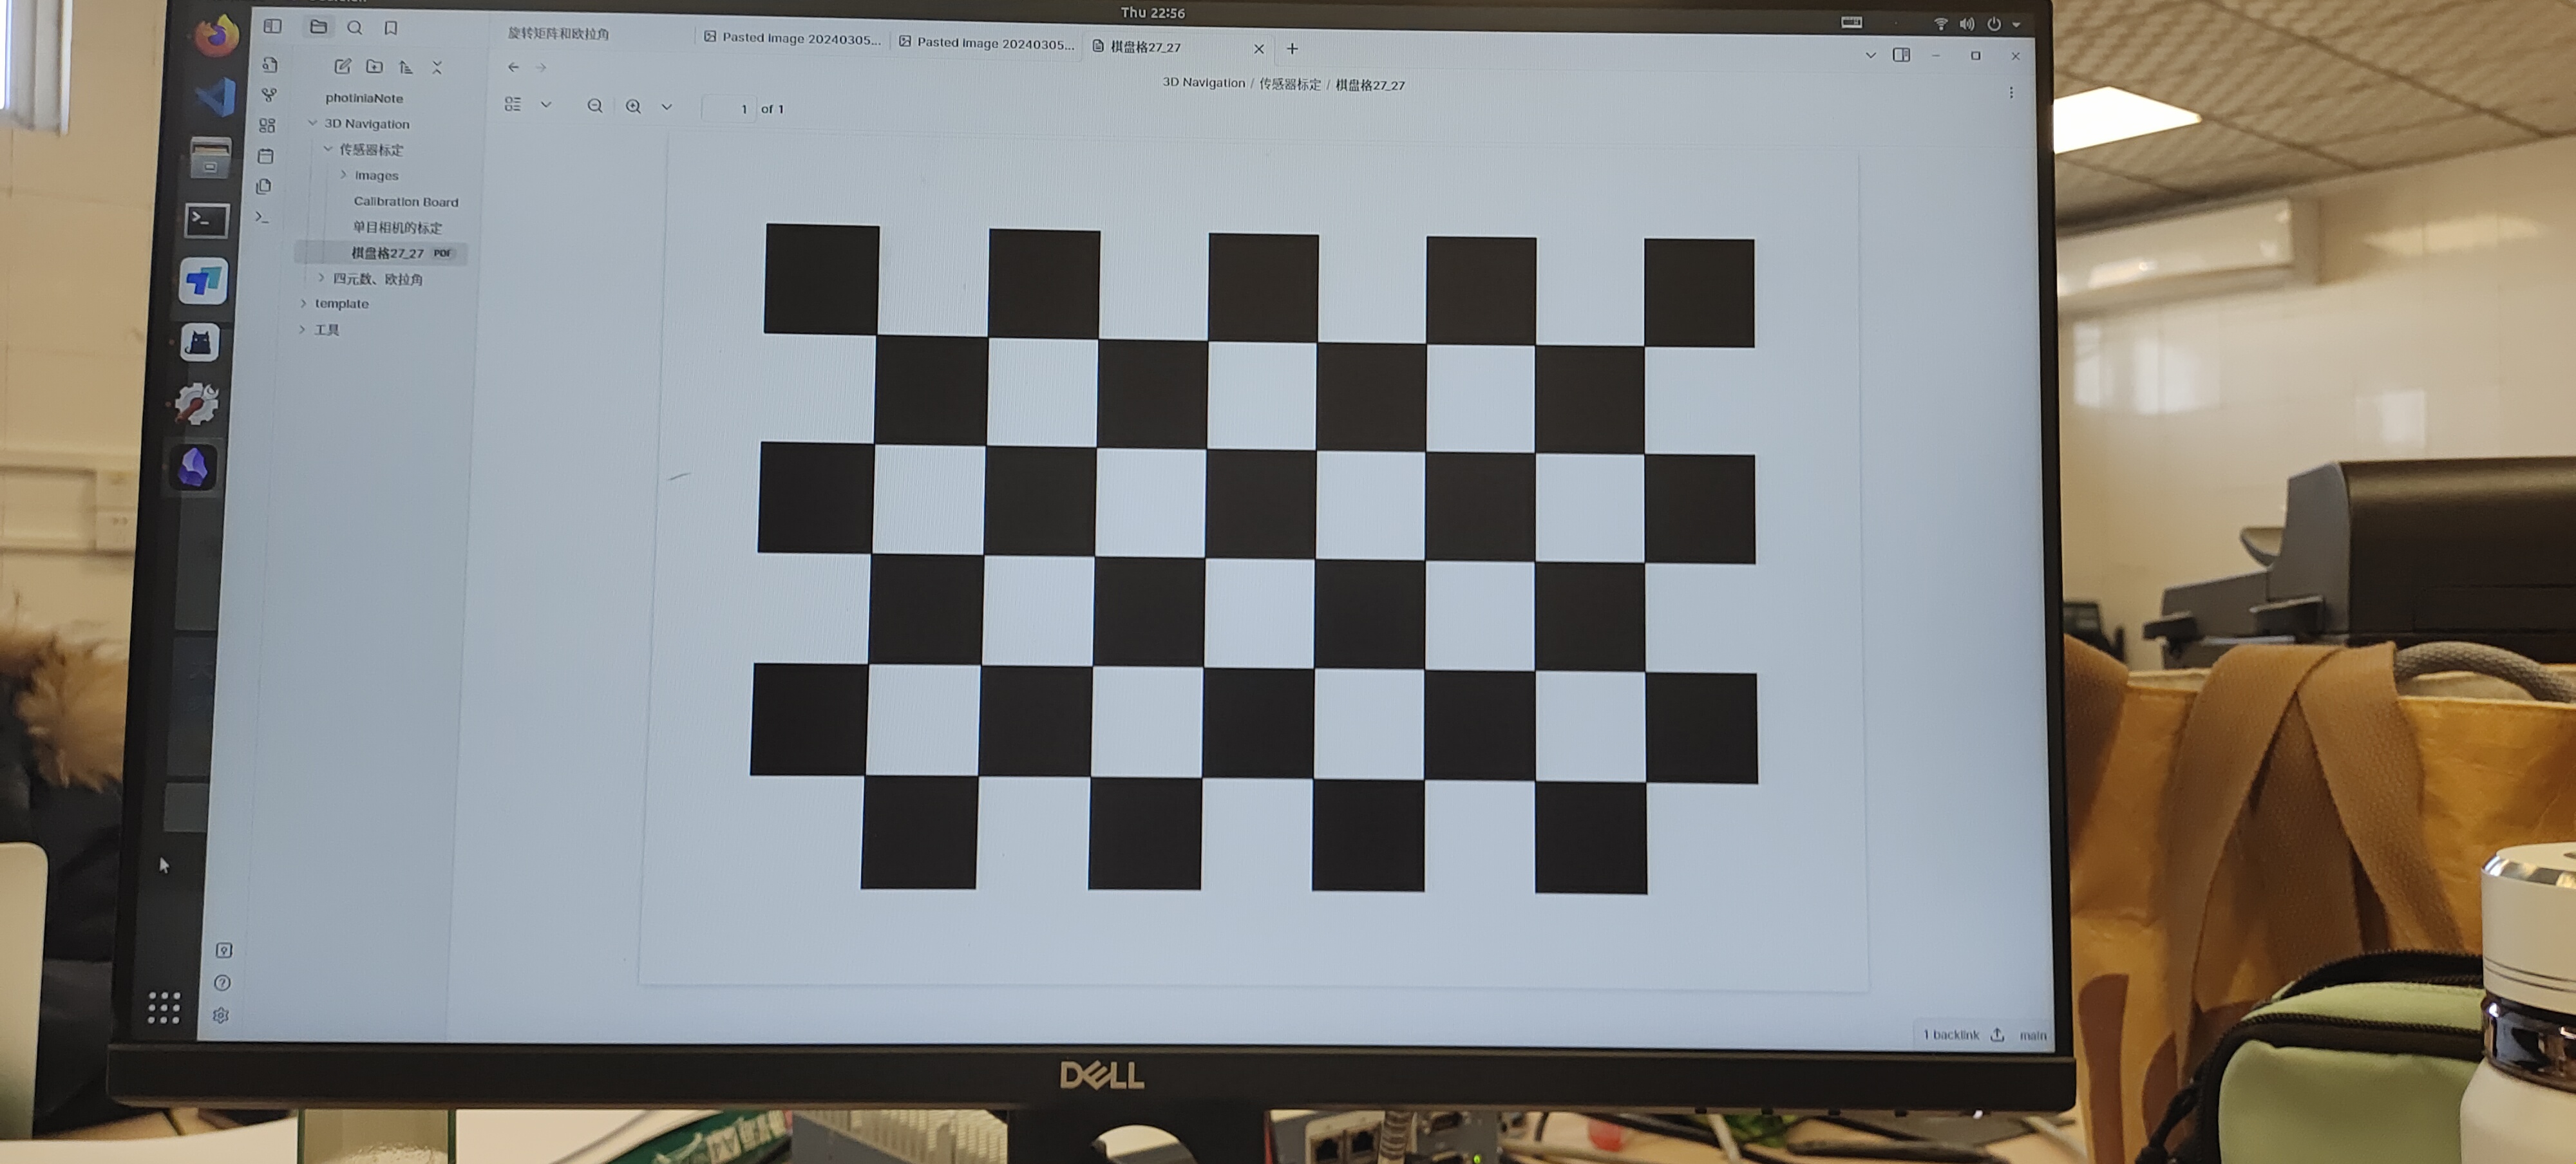 Thu 22:56
旋转矩阵和欧拉角
Pasted image 20240305...
Pasted image 20240305...
棋盘格27_27
3D Navigation / 传感器标定 / 棋盘格27_27
1 of 1
photiniaNote
3D Navigation
传感器标定
images
Calibration Board
单目相机的标定
棋盘格27_27 PDF
四元数、欧拉角
template
工具
1 backlink
main
DELL